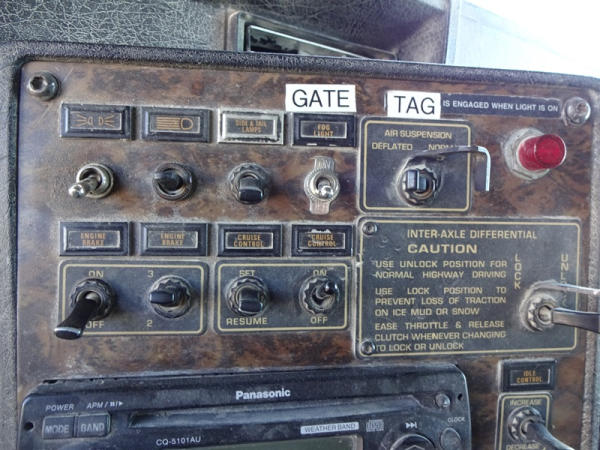 GATE
TAG
IS ENGAGED WHEN LIGHT IS ON
SIDE & TAIL
LAMPS
FOG
LIGHT
AIR SUSPENSION
DEFLATED
ENGINE
BRAKE
ENGINE
BRAKE
CRUISE
CONTROL
CRUISE
CONTROL
ON
OFF
3
2
SET
RESUME
ON
OFF
INTER-AXLE DIFFERENTIAL
CAUTION
USE UNLOCK POSITION FOR
NORMAL HIGHWAY DRIVING
USE LOCK POSITION TO
PREVENT LOSS OF TRACTION
ON ICE MUD OR SNOW
EASE THROTTLE & RELEASE
CLUTCH WHENEVER CHANGING
TO LOCK OR UNLOCK
LOCK
IDLE
CONTROL
INCREASE
DECREASE
Panasonic
POWER
APM / II ▶
MODE
BAND
CQ-5101AU
WEATHER BAND
CLOCK